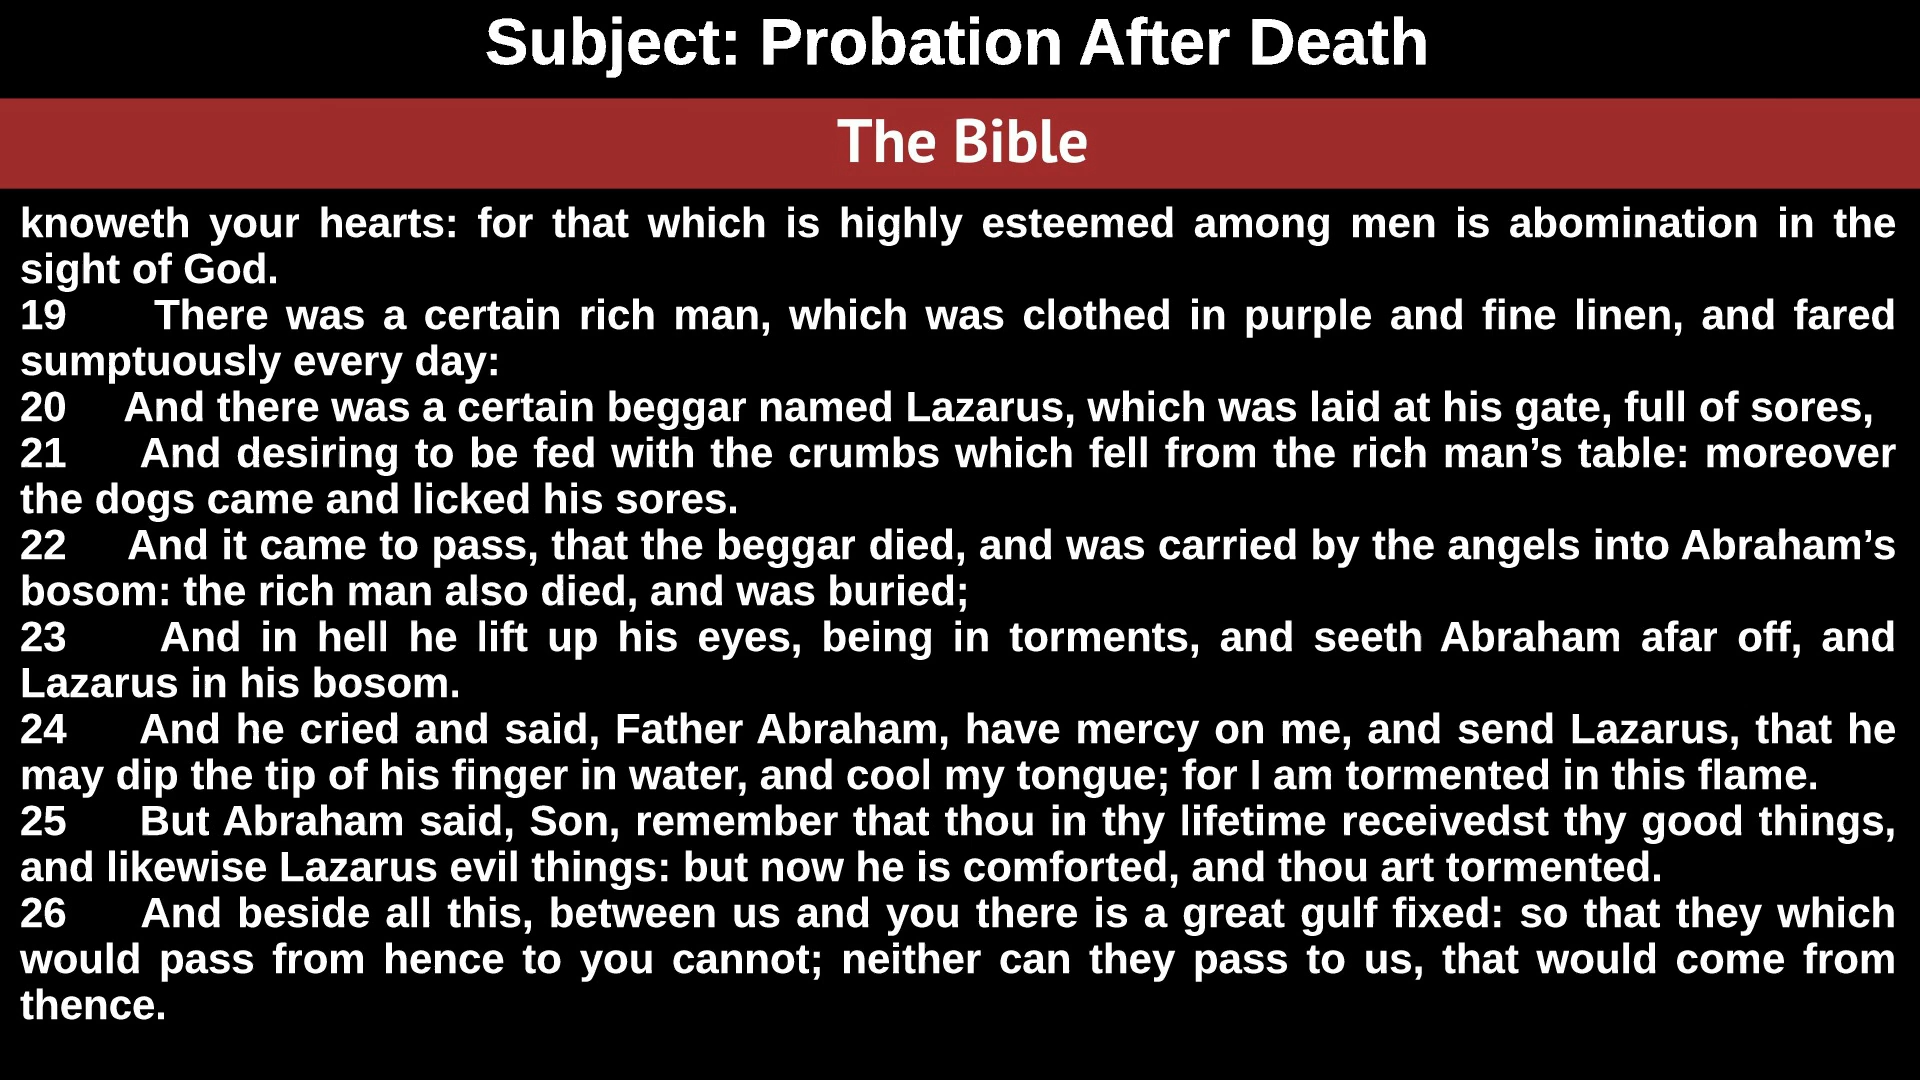 Subject: Probation After Death
The Bible
knoweth your hearts: for that which is highly esteemed among men is abomination in the
sight of God.
19 There was a certain rich man, which was clothed in purple and fine linen, and fared
sumptuously every day:
20 And there was a certain beggar named Lazarus, which was laid at his gate, full of sores,
21 And desiring to be fed with the crumbs which fell from the rich man’s table: moreover
the dogs came and licked his sores.
22 And it came to pass, that the beggar died, and was carried by the angels into Abraham’s
bosom: the rich man also died, and was buried;
23 And in hell he lift up his eyes, being in torments, and seeth Abraham afar off, and
Lazarus in his bosom.
24 And he cried and said, Father Abraham, have mercy on me, and send Lazarus, that he
may dip the tip of his finger in water, and cool my tongue; for I am tormented in this flame.
25 But Abraham said, Son, remember that thou in thy lifetime receivedst thy good things,
and likewise Lazarus evil things: but now he is comforted, and thou art tormented.
26 And beside all this, between us and you there is a great gulf fixed: so that they which
would pass from hence to you cannot; neither can they pass to us, that would come from
thence.